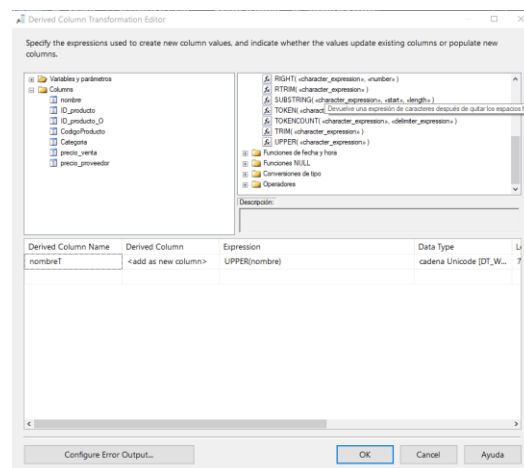 Derived Column Transformation Editor
Specify the expressions used to create new column values, and indicate whether the values update existing columns or populate new
columns.
Variables y parámetros
Columns
nombre
ID_producto
ID_producto_O
CodigoProducto
Categoria
precio_venta
precio_proveedor
RIGHT( «character_expression», «number» )
RTRIM( «character_expression» )
SUBSTRING( «character_expression», «start», «length» )
TOKEN( «charact
Devuelve una expresión de caracteres después de quitar los espacios
TOKENCOUNT( «character_expression», «delimiter_expression» )
TRIM( «character_expression» )
UPPER( «character_expression» )
Funciones de fecha y hora
Funciones NULL
Conversiones de tipo
Operadores
Descripción:
Derived Column Name Derived Column Expression Data Type
nombreT <add as new column> UPPER(nombre) cadena Unicode [DT_W... 7
Configure Error Output... OK Cancel Ayuda